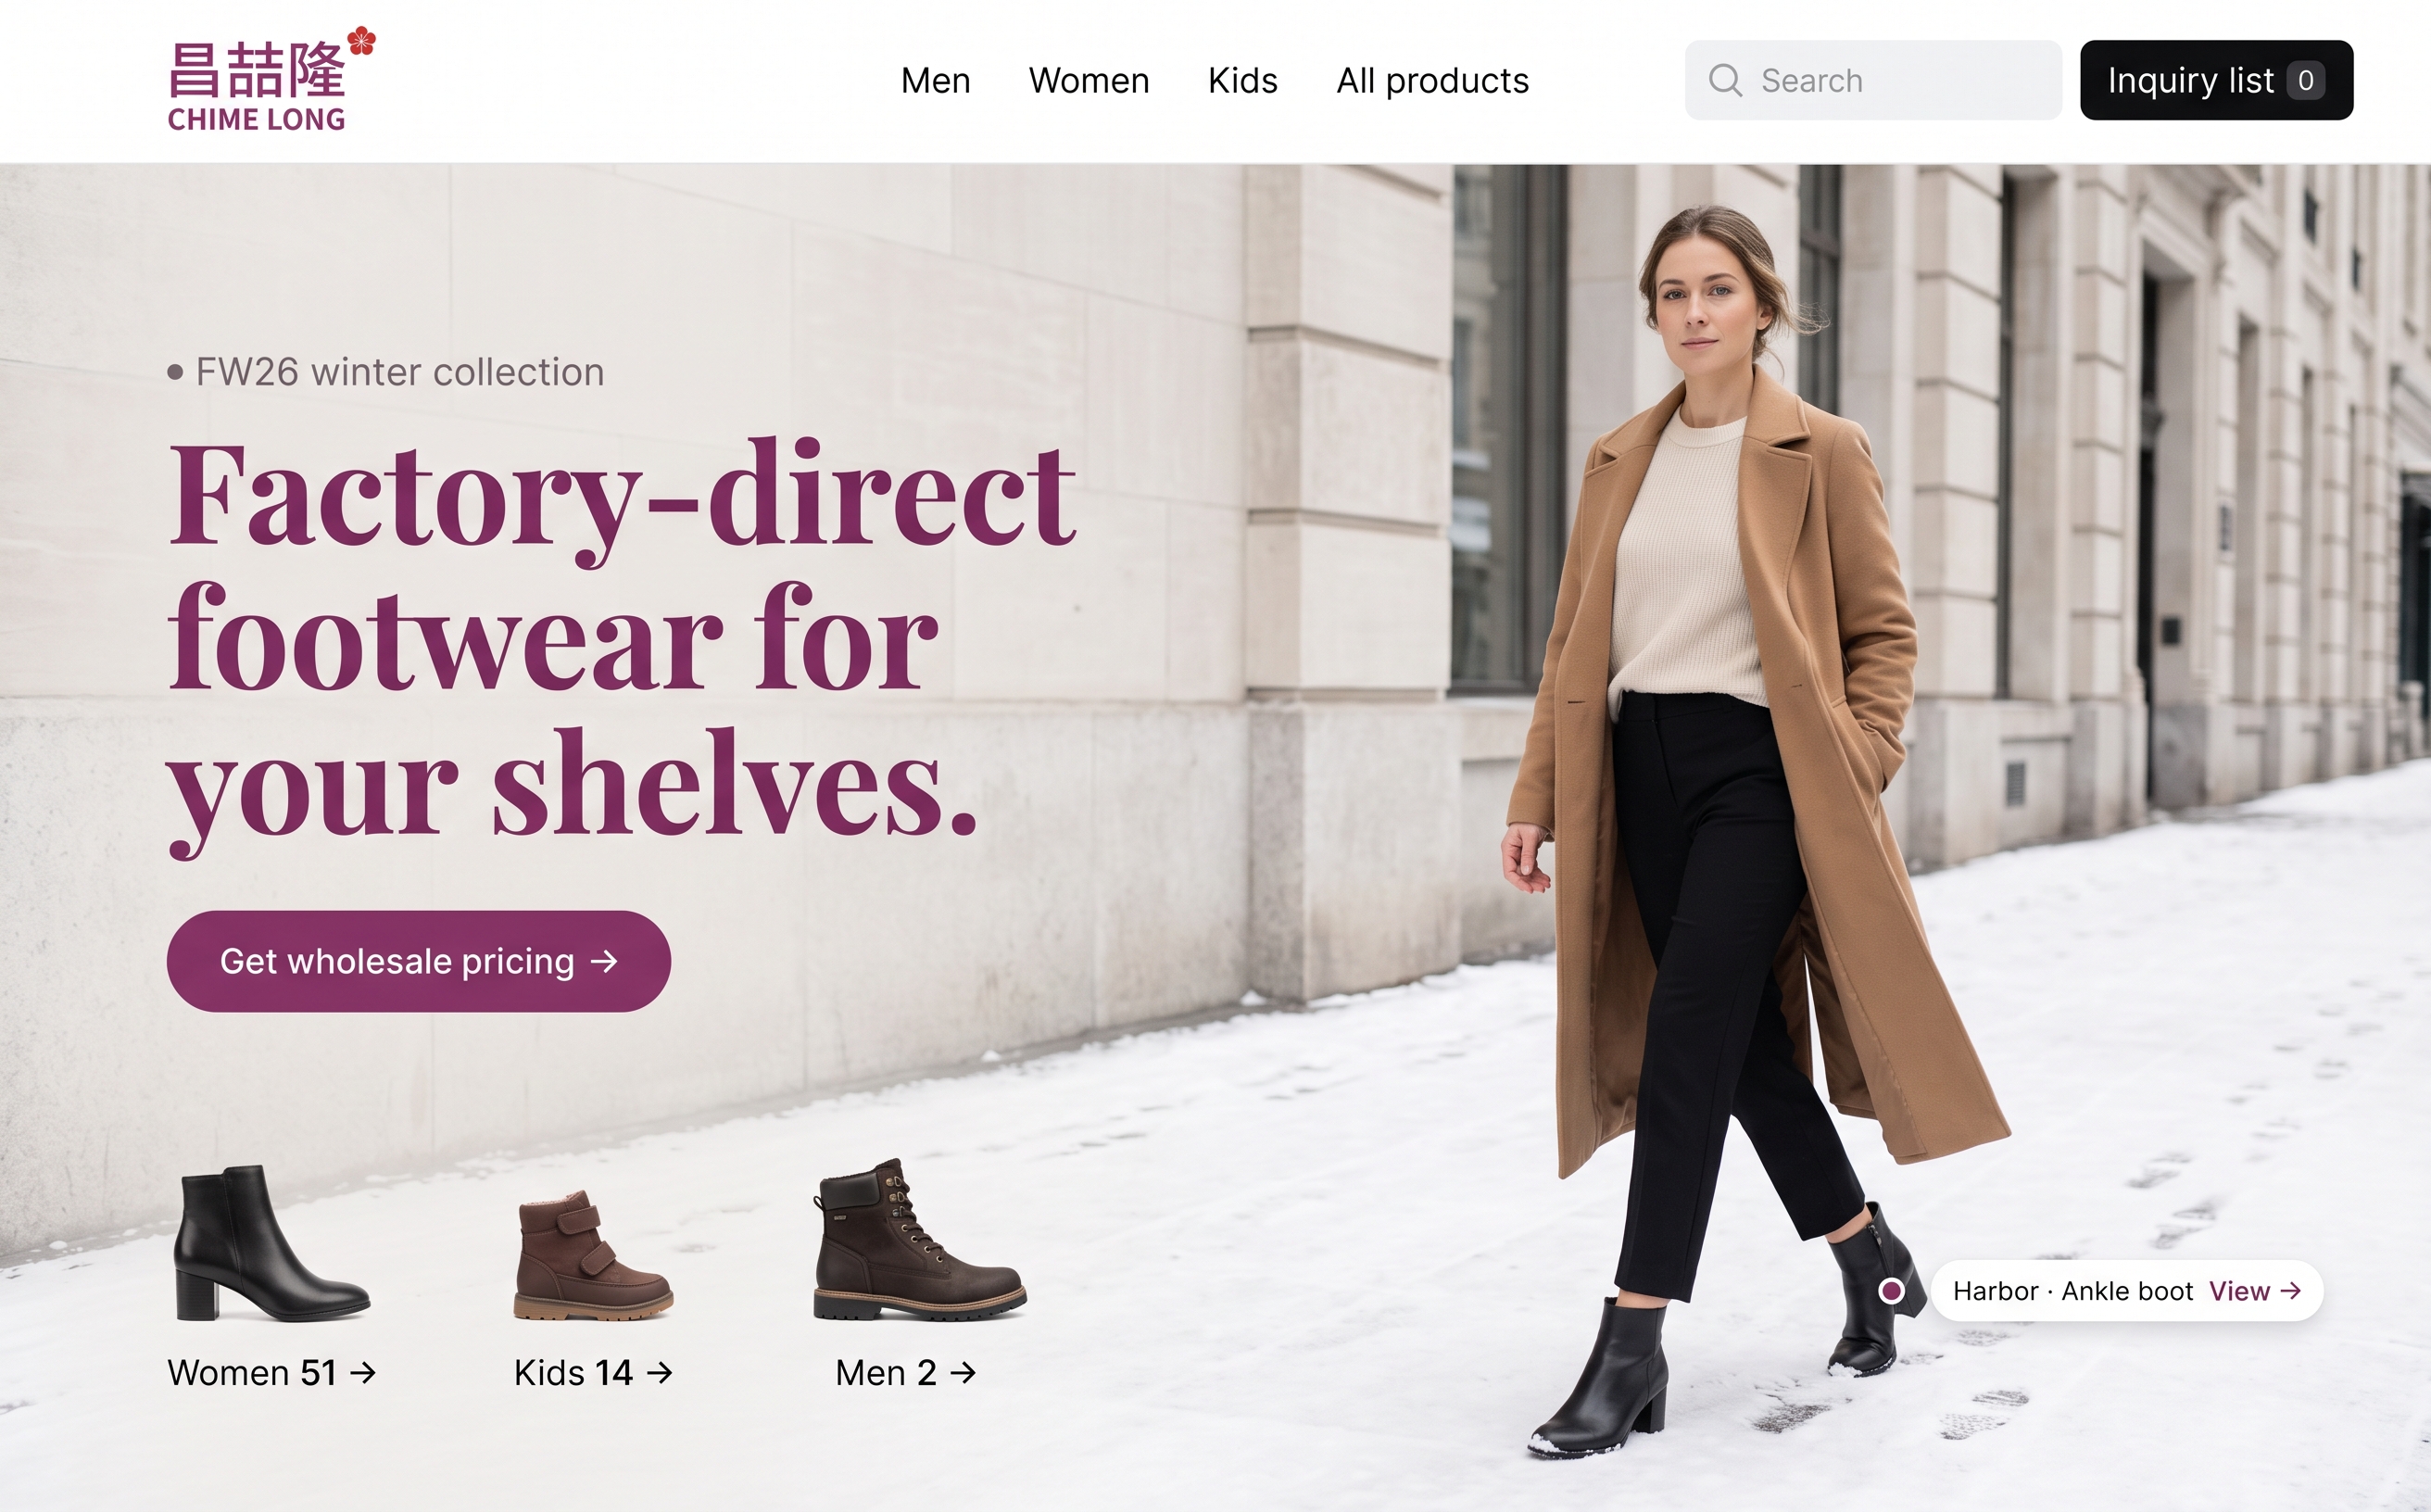 昌喆隆
CHIME LONG
Men
Women
Kids
All products
Search
Inquiry list 0
FW26 winter collection
Factory-direct
footwear for
your shelves.
Get wholesale pricing →
Harbor · Ankle boot View →
Women 51 →
Kids 14 →
Men 2 →